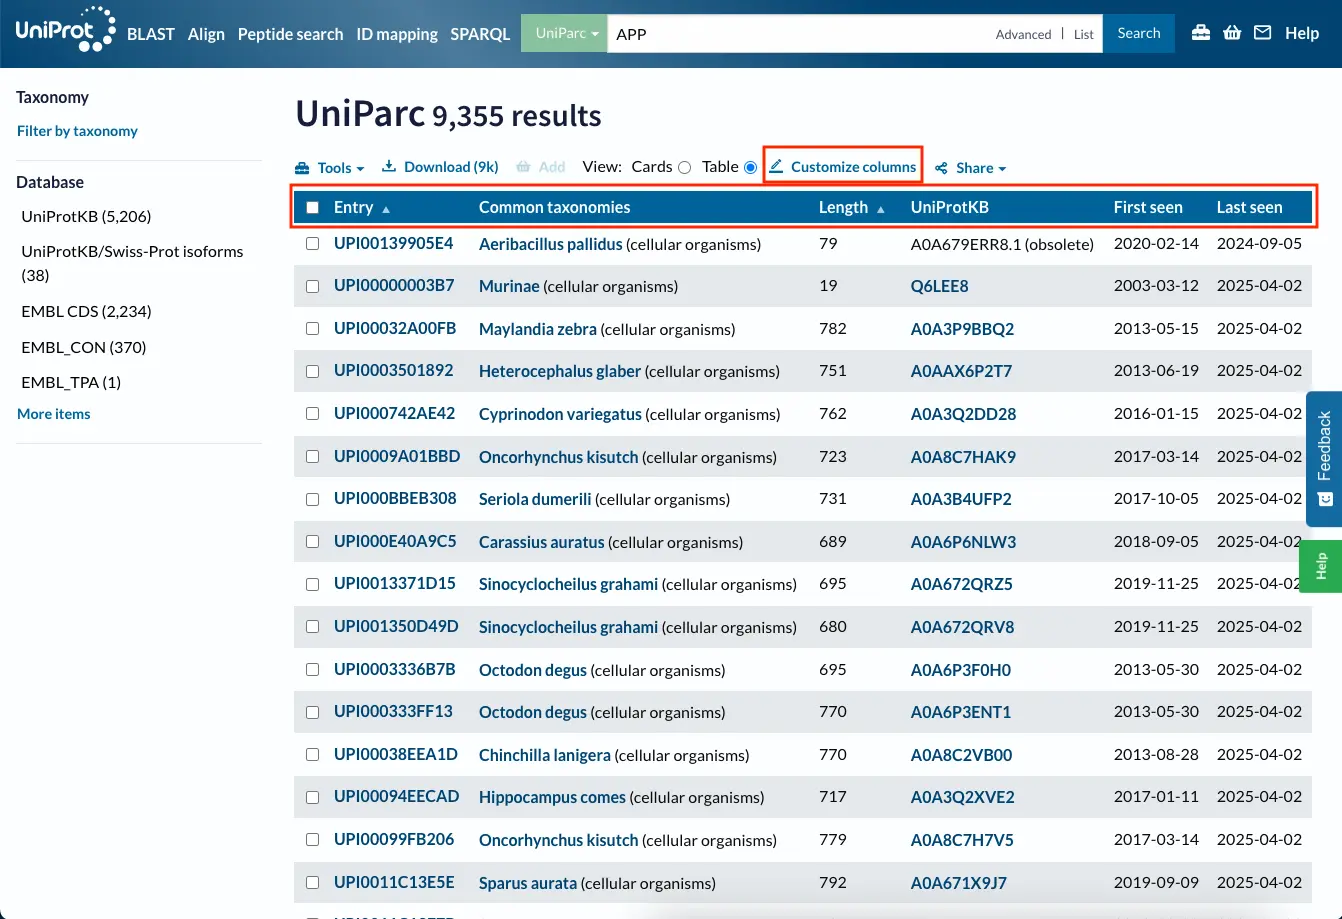 UniProt BLAST Align Peptide search ID mapping SPARQL UniParc APP Advanced | List Search Help
Taxonomy
Filter by taxonomy
Database
UniProtKB (5,206)
UniProtKB/Swiss-Prot isoforms
(38)
EMBL CDS (2,234)
EMBL_CON (370)
EMBL_TPA (1)
More items
UniParc 9,355 results
Tools Download (9k) Add View: Cards Table Customize columns Share
Entry Common taxonomies Length UniProtKB First seen Last seen
UPI00139905E4 Aeribacillus pallidus (cellular organisms) 79 A0A679ERR8.1 (obsolete) 2020-02-14 2024-09-05
UPI00000003B7 Murinae (cellular organisms) 19 Q6LEE8 2003-03-12 2025-04-02
UPI00032A00FB Maylandia zebra (cellular organisms) 782 A0A3P9BBQ2 2013-05-15 2025-04-02
UPI0003501892 Heterocephalus glaber (cellular organisms) 751 A0AAX6P2T7 2013-06-19 2025-04-02
UPI000742AE42 Cyprinodon variegatus (cellular organisms) 762 A0A3Q2DD28 2016-01-15 2025-04-02
UPI0009A01BBD Oncorhynchus kisutch (cellular organisms) 723 A0A8C7HAK9 2017-03-14 2025-04-02
UPI000BBEB308 Seriola dumerili (cellular organisms) 731 A0A3B4UFP2 2017-10-05 2025-04-02
UPI000E40A9C5 Carassius auratus (cellular organisms) 689 A0A6P6NLW3 2018-09-05 2025-04-02
UPI0013371D15 Sinocyclocheilus grahami (cellular organisms) 695 A0A672QRZ5 2019-11-25 2025-04-02
UPI001350D49D Sinocyclocheilus grahami (cellular organisms) 680 A0A672QRV8 2019-11-25 2025-04-02
UPI0003336B7B Octodon degus (cellular organisms) 695 A0A6P3F0H0 2013-05-30 2025-04-02
UPI000333FF13 Octodon degus (cellular organisms) 770 A0A6P3ENT1 2013-05-30 2025-04-02
UPI00038EEA1D Chinchilla lanigera (cellular organisms) 770 A0A8C2VB00 2013-08-28 2025-04-02
UPI00094EECAD Hippocampus comes (cellular organisms) 717 A0A3Q2XVE2 2017-01-11 2025-04-02
UPI00099FB206 Oncorhynchus kisutch (cellular organisms) 779 A0A8C7H7V5 2017-03-14 2025-04-02
UPI0011C13E5E Sparus aurata (cellular organisms) 792 A0A671X9J7 2019-09-09 2025-04-02
Feedback
Help